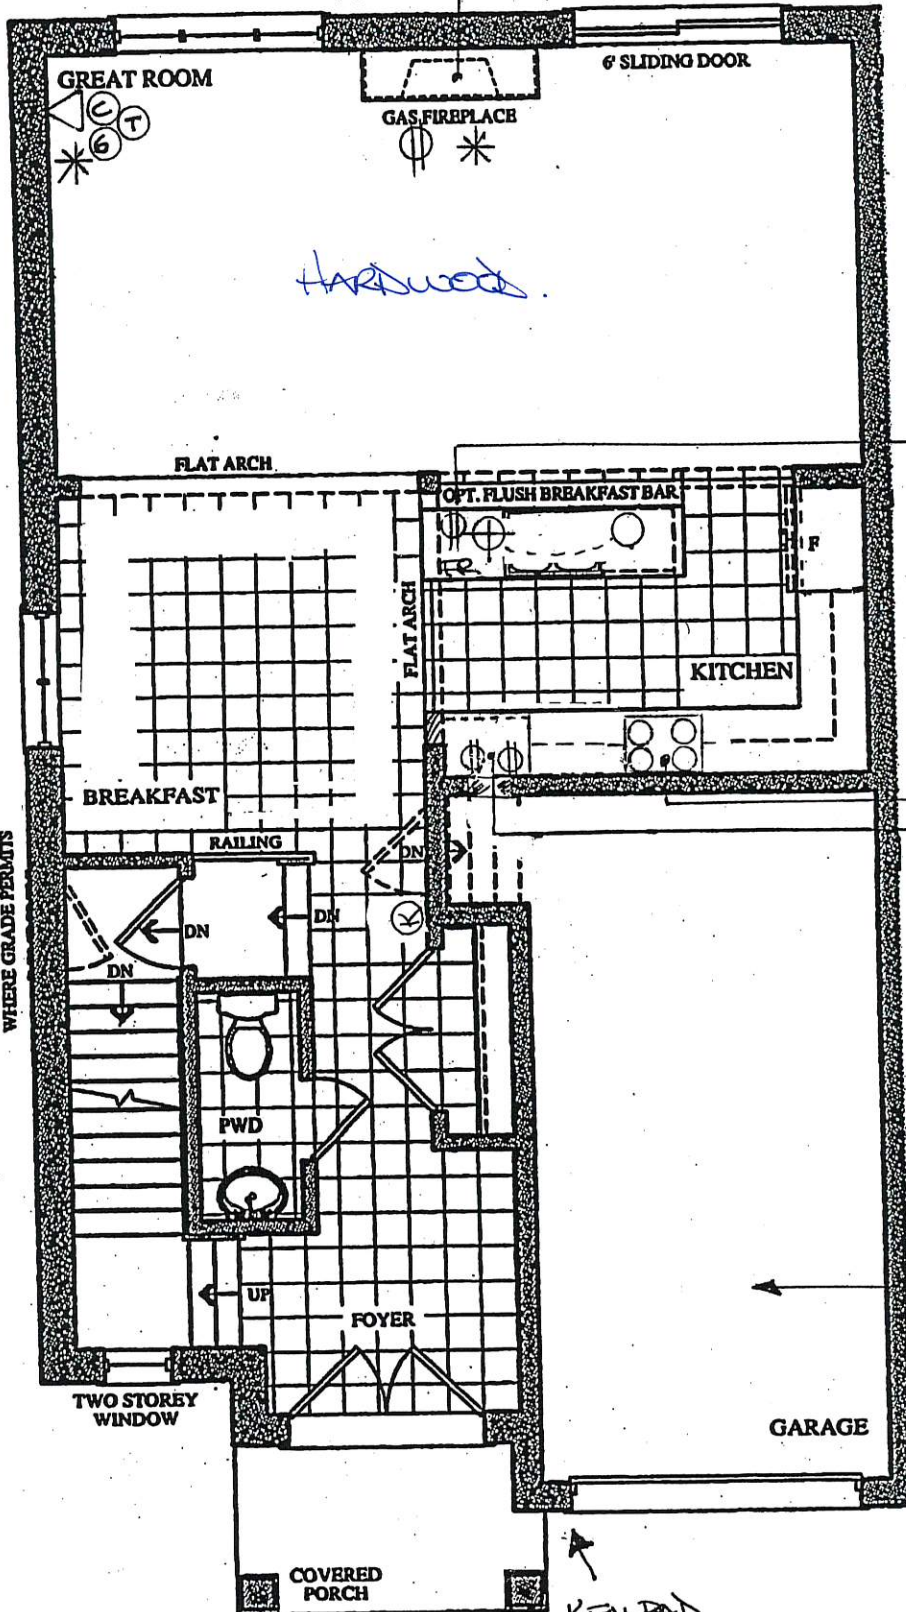 GREAT ROOM
C
T
6
6' SLIDING DOOR
GAS FIREPLACE
HARDWOOD.
FLAT ARCH
OPT. FLUSH BREAKFAST BAR
F
FLAT ARCH
KITCHEN
BREAKFAST
RAILING
WHERE GRADE PERMITS
DN
DN
DN
K
DN
PWD
UP
FOYER
TWO STOREY
WINDOW
GARAGE
COVERED
PORCH